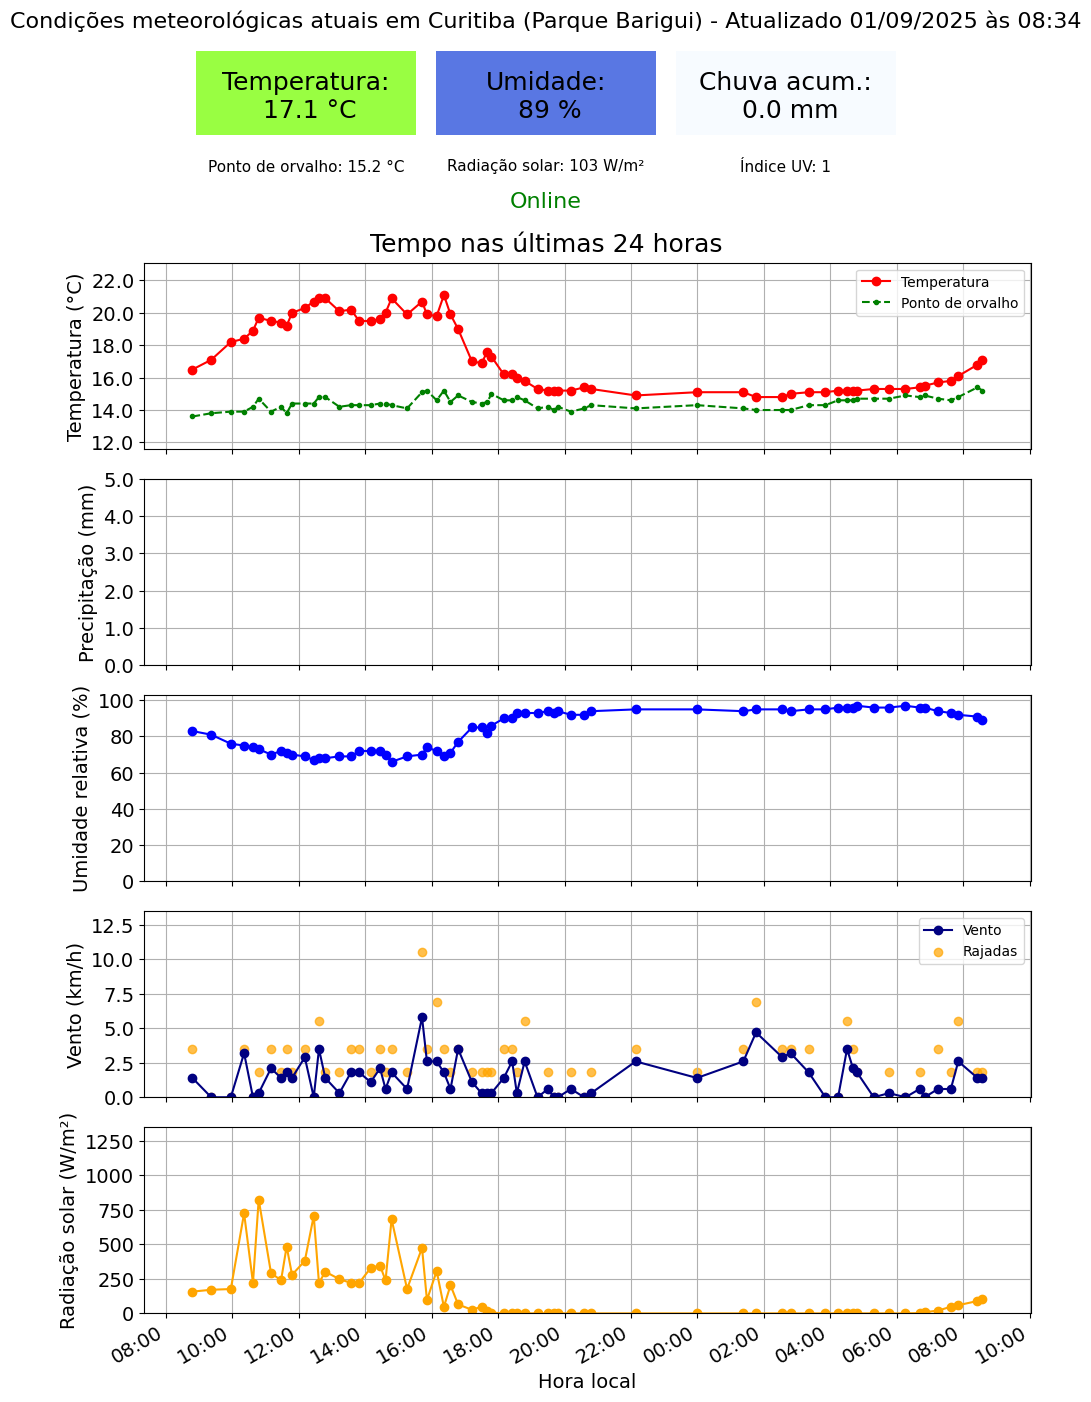 Condições meteorológicas atuais em Curitiba (Parque Barigui) - Atualizado 01/09/2025 às 08:34
Temperatura:
17.1 °C
Umidade:
89 %
Chuva acum.:
0.0 mm
Ponto de orvalho: 15.2 °C
Radiação solar: 103 W/m²
Índice UV: 1
Online
Tempo nas últimas 24 horas
Temperatura (°C)
22.0
20.0
18.0
16.0
14.0
12.0
Temperatura
Ponto de orvalho
Precipitação (mm)
5.0
4.0
3.0
2.0
1.0
0.0
Umidade relativa (%)
100
80
60
40
20
0
Vento (km/h)
12.5
10.0
7.5
5.0
2.5
0.0
Vento
Rajadas
Radiação solar (W/m²)
1250
1000
750
500
250
0
08:00
10:00
12:00
14:00
16:00
18:00
20:00
22:00
00:00
02:00
04:00
06:00
08:00
10:00
Hora local